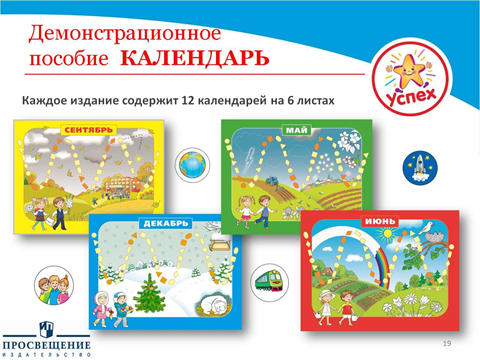 Демонстрационное
пособие КАЛЕНДАРЬ
Успех
Каждое издание содержит 12 календарей на 6 листах
СЕНТЯБРЬ
МАЙ
ДЕКАБРЬ
ИЮНЬ
ПРОСВЕЩЕНИЕ
ИЗДАТЕЛЬСТВО
19